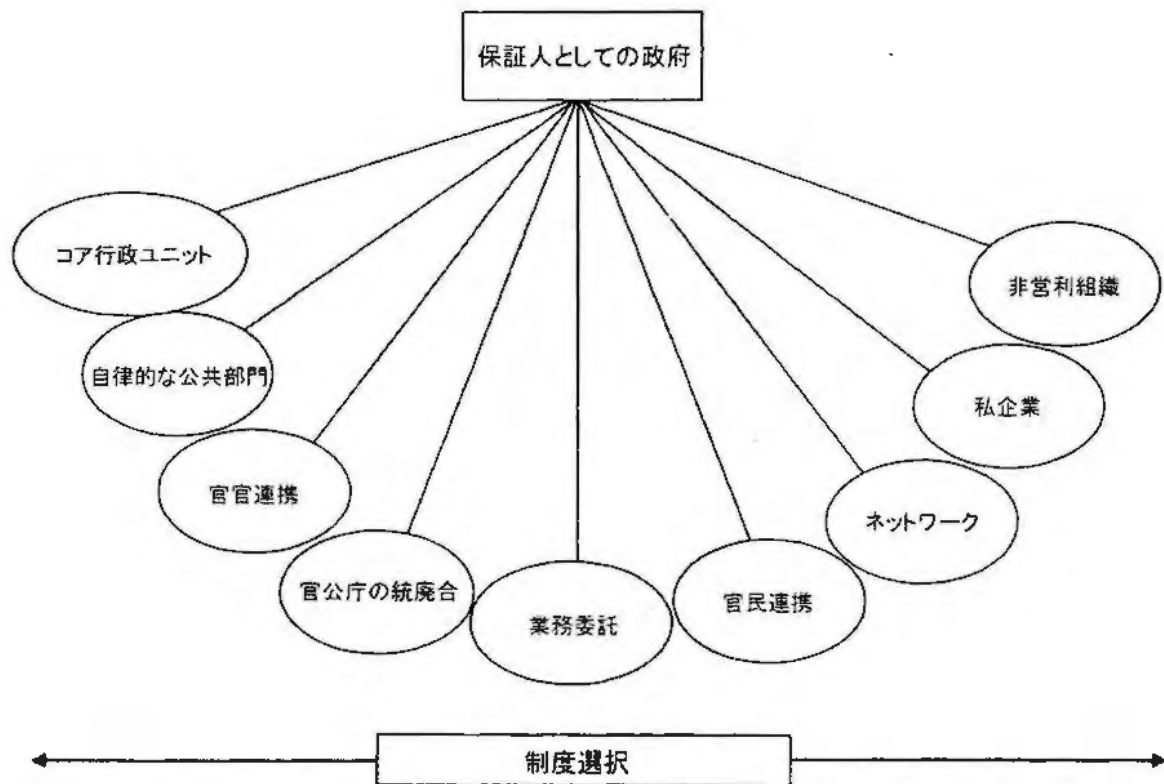 保証人としての政府
コア行政ユニット
自律的な公共部門
官官連携
官公庁の統廃合
業務委託
官民連携
ネットワーク
私企業
非営利組織
制度選択